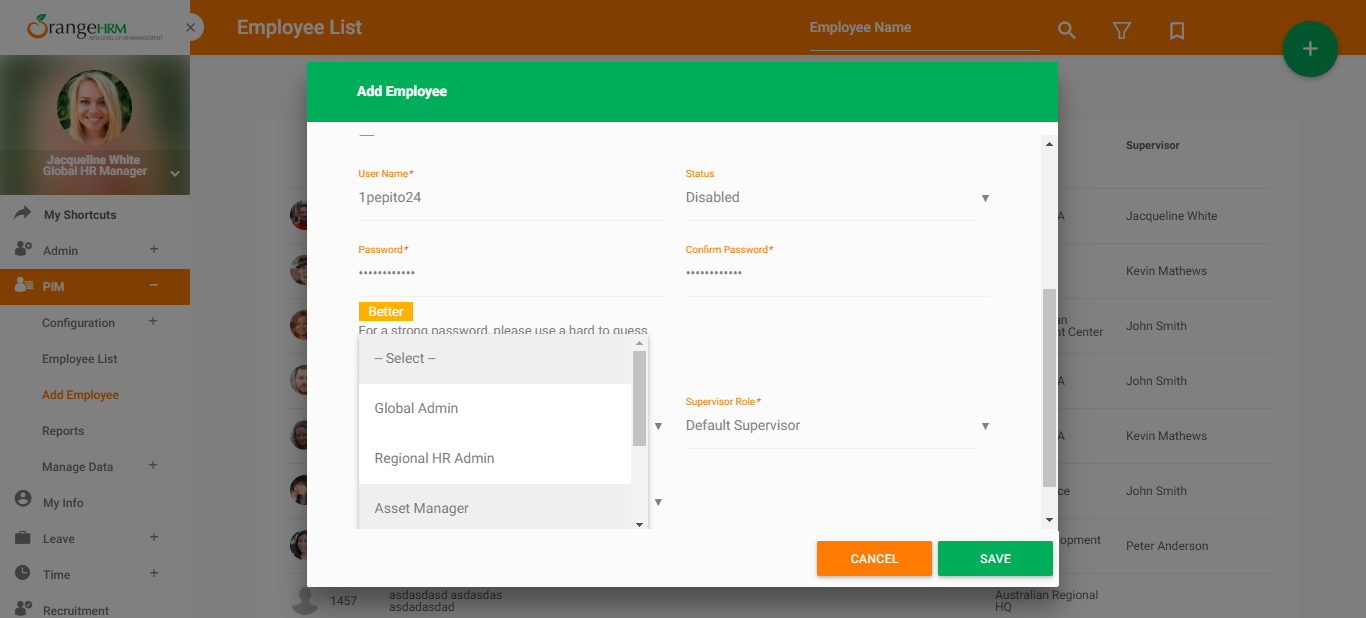 OrangeHRM
NEW LEVEL OF HR MANAGEMENT
Employee List
Employee Name
Jacqueline White
Global HR Manager
My Shortcuts
Admin
PIM
Configuration
Employee List
Add Employee
Reports
Manage Data
My Info
Leave
Time
Recruitment
Add Employee
User Name*
1pepito24
Status
Disabled
Password*
••••••••••••
Confirm Password*
••••••••••••
Better
For a strong password, please use a hard to guess
-- Select --
Global Admin
Regional HR Admin
Asset Manager
Supervisor Role*
Default Supervisor
CANCEL
SAVE
Supervisor
A
Jacqueline White
Kevin Mathews
an
nt Center
John Smith
A
John Smith
A
Kevin Mathews
ce
John Smith
opment
Peter Anderson
1457
asdasdasd asdasdas
asdadasdad
Australian Regional
HQ